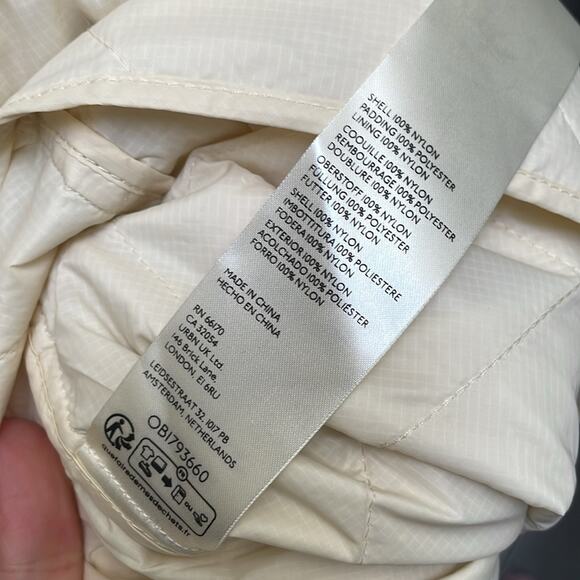 SHELL 100% NYLON
PADDING 100% POLYESTER
LINING 100% NYLON
COQUILLE 100% NYLON
REMBOURRAGE 100% POLYESTER
DOUBLURE 100% NYLON
OBERSTOFF 100% NYLON
FÜLLUNG 100% POLYESTER
FUTTER 100% NYLON
SHELL 100% NYLON
IMBOTTITURA 100% POLIESTERE
FODERA 100% NYLON
EXTERIOR 100% NYLON
ACOLCHADO 100% POLIÉSTER
FORRO 100% NYLON
MADE IN CHINA
HECHO EN CHINA
RN 66170
CA 32054
URBN UK Ltd.
146 Brick Lane,
LONDON, E1 6RU
LEIDSESTRAAT 32, 1017 PB
AMSTERDAM, NETHERLANDS
OB1793660
ou
quefairedemesdechets.fr